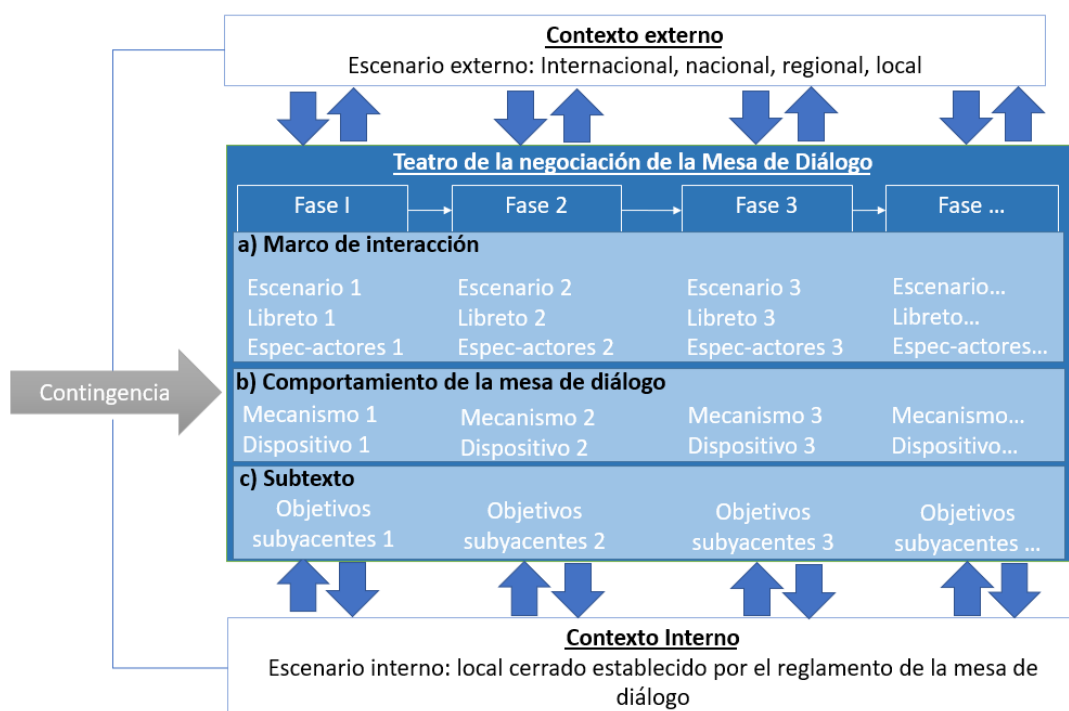 Contexto externo
Escenario externo: Internacional, nacional, regional, local
Teatro de la negociación de la Mesa de Diálogo
Fase I
Fase 2
Fase 3
Fase ...
a) Marco de interacción
Escenario 1
Libreto 1
Espec-actores 1
Escenario 2
Libreto 2
Espec-actores 2
Escenario 3
Libreto 3
Espec-actores 3
Escenario...
Libreto...
Espec-actores...
Contingencia
b) Comportamiento de la mesa de diálogo
Mecanismo 1
Dispositivo 1
Mecanismo 2
Dispositivo 2
Mecanismo 3
Dispositivo 3
Mecanismo...
Dispositivo...
c) Subtexto
Objetivos
subyacentes 1
Objetivos
subyacentes 2
Objetivos
subyacentes 3
Objetivos
subyacentes ...
Contexto Interno
Escenario interno: local cerrado establecido por el reglamento de la mesa de
diálogo